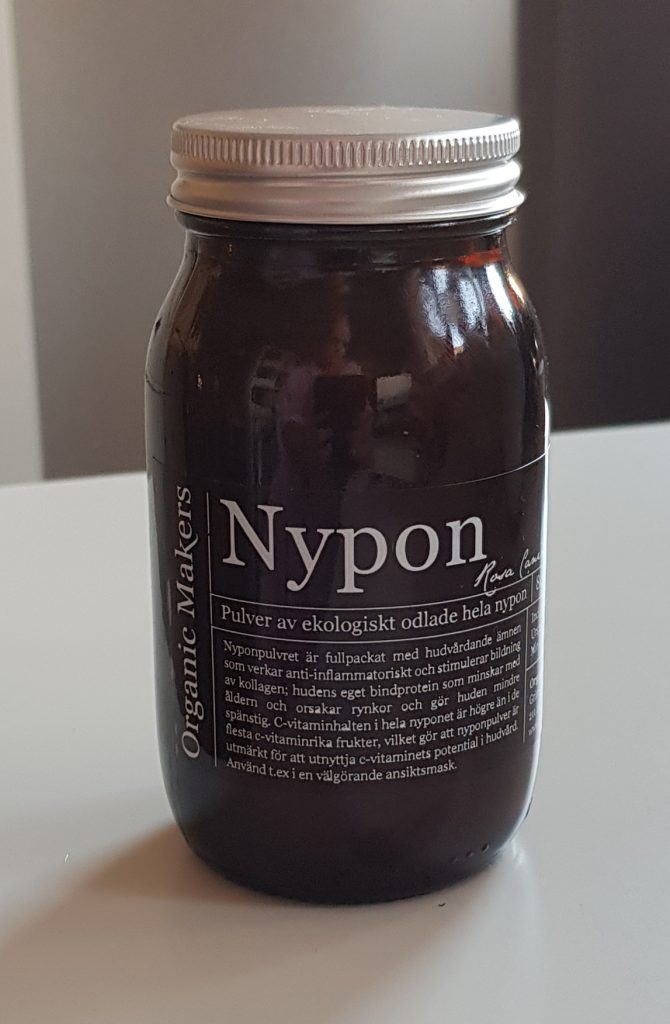 Organic Makers
Nypon
Rosa
Pulver av ekologiskt odlade hela nypon
Nyponpulvret är fullpackat med hudvårdande ämnen
som verkar anti-inflammatoriskt och stimulerar bildning
av kollagen; hudens eget bindprotein som minskar med
åldern och orsakar rynkor och gör huden mindre
spänstig. C-vitaminhalten i hela nyponet är högre än i de
flesta c-vitaminrika frukter, vilket gör att nyponpulver är
utmärkt för att utnyttja c-vitaminets potential i hudvård.
Använd t.ex i en välgörande ansiktsmask.